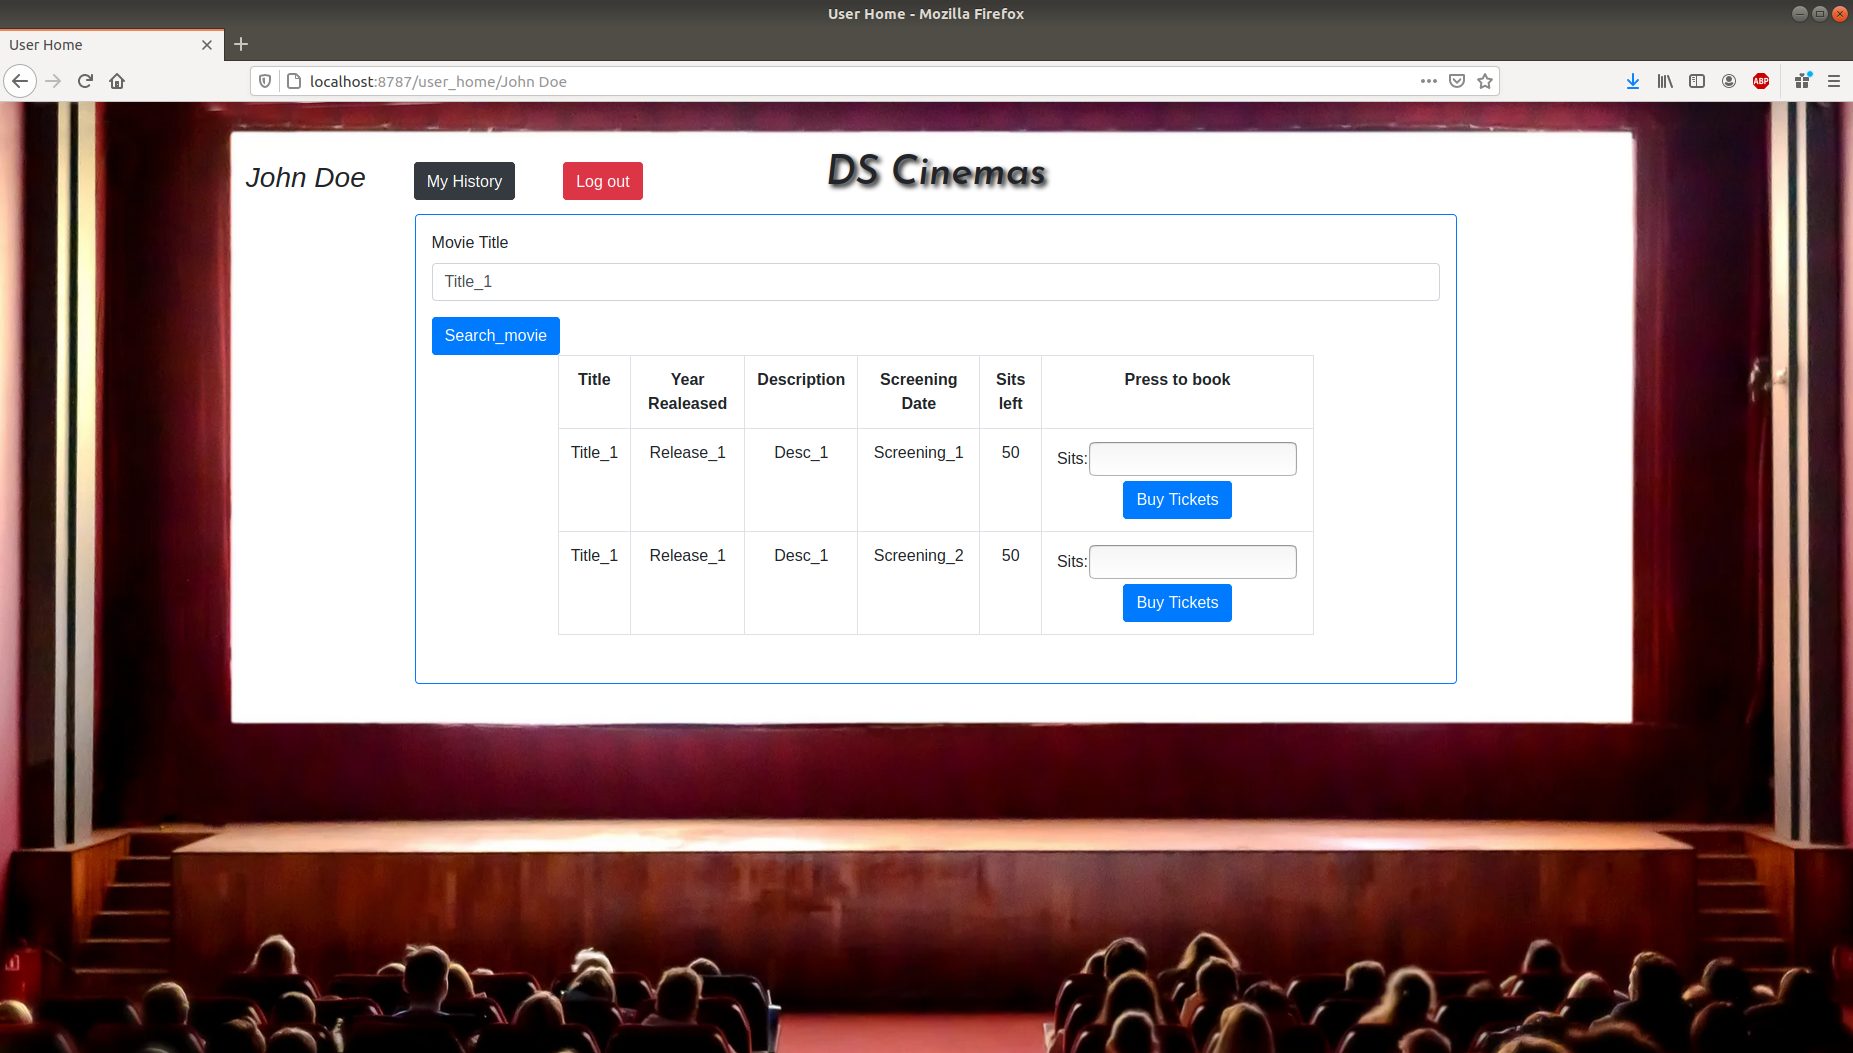 User Home - Mozilla Firefox
User Home
localhost:8787/user_home/John Doe
ABP
John Doe
My History
Log out
DS Cinemas
Movie Title
Title_1
Search_movie
Title
Year Realeased
Description
Screening Date
Sits left
Press to book
Title_1
Release_1
Desc_1
Screening_1
50
Sits:
Buy Tickets
Title_1
Release_1
Desc_1
Screening_2
50
Sits:
Buy Tickets